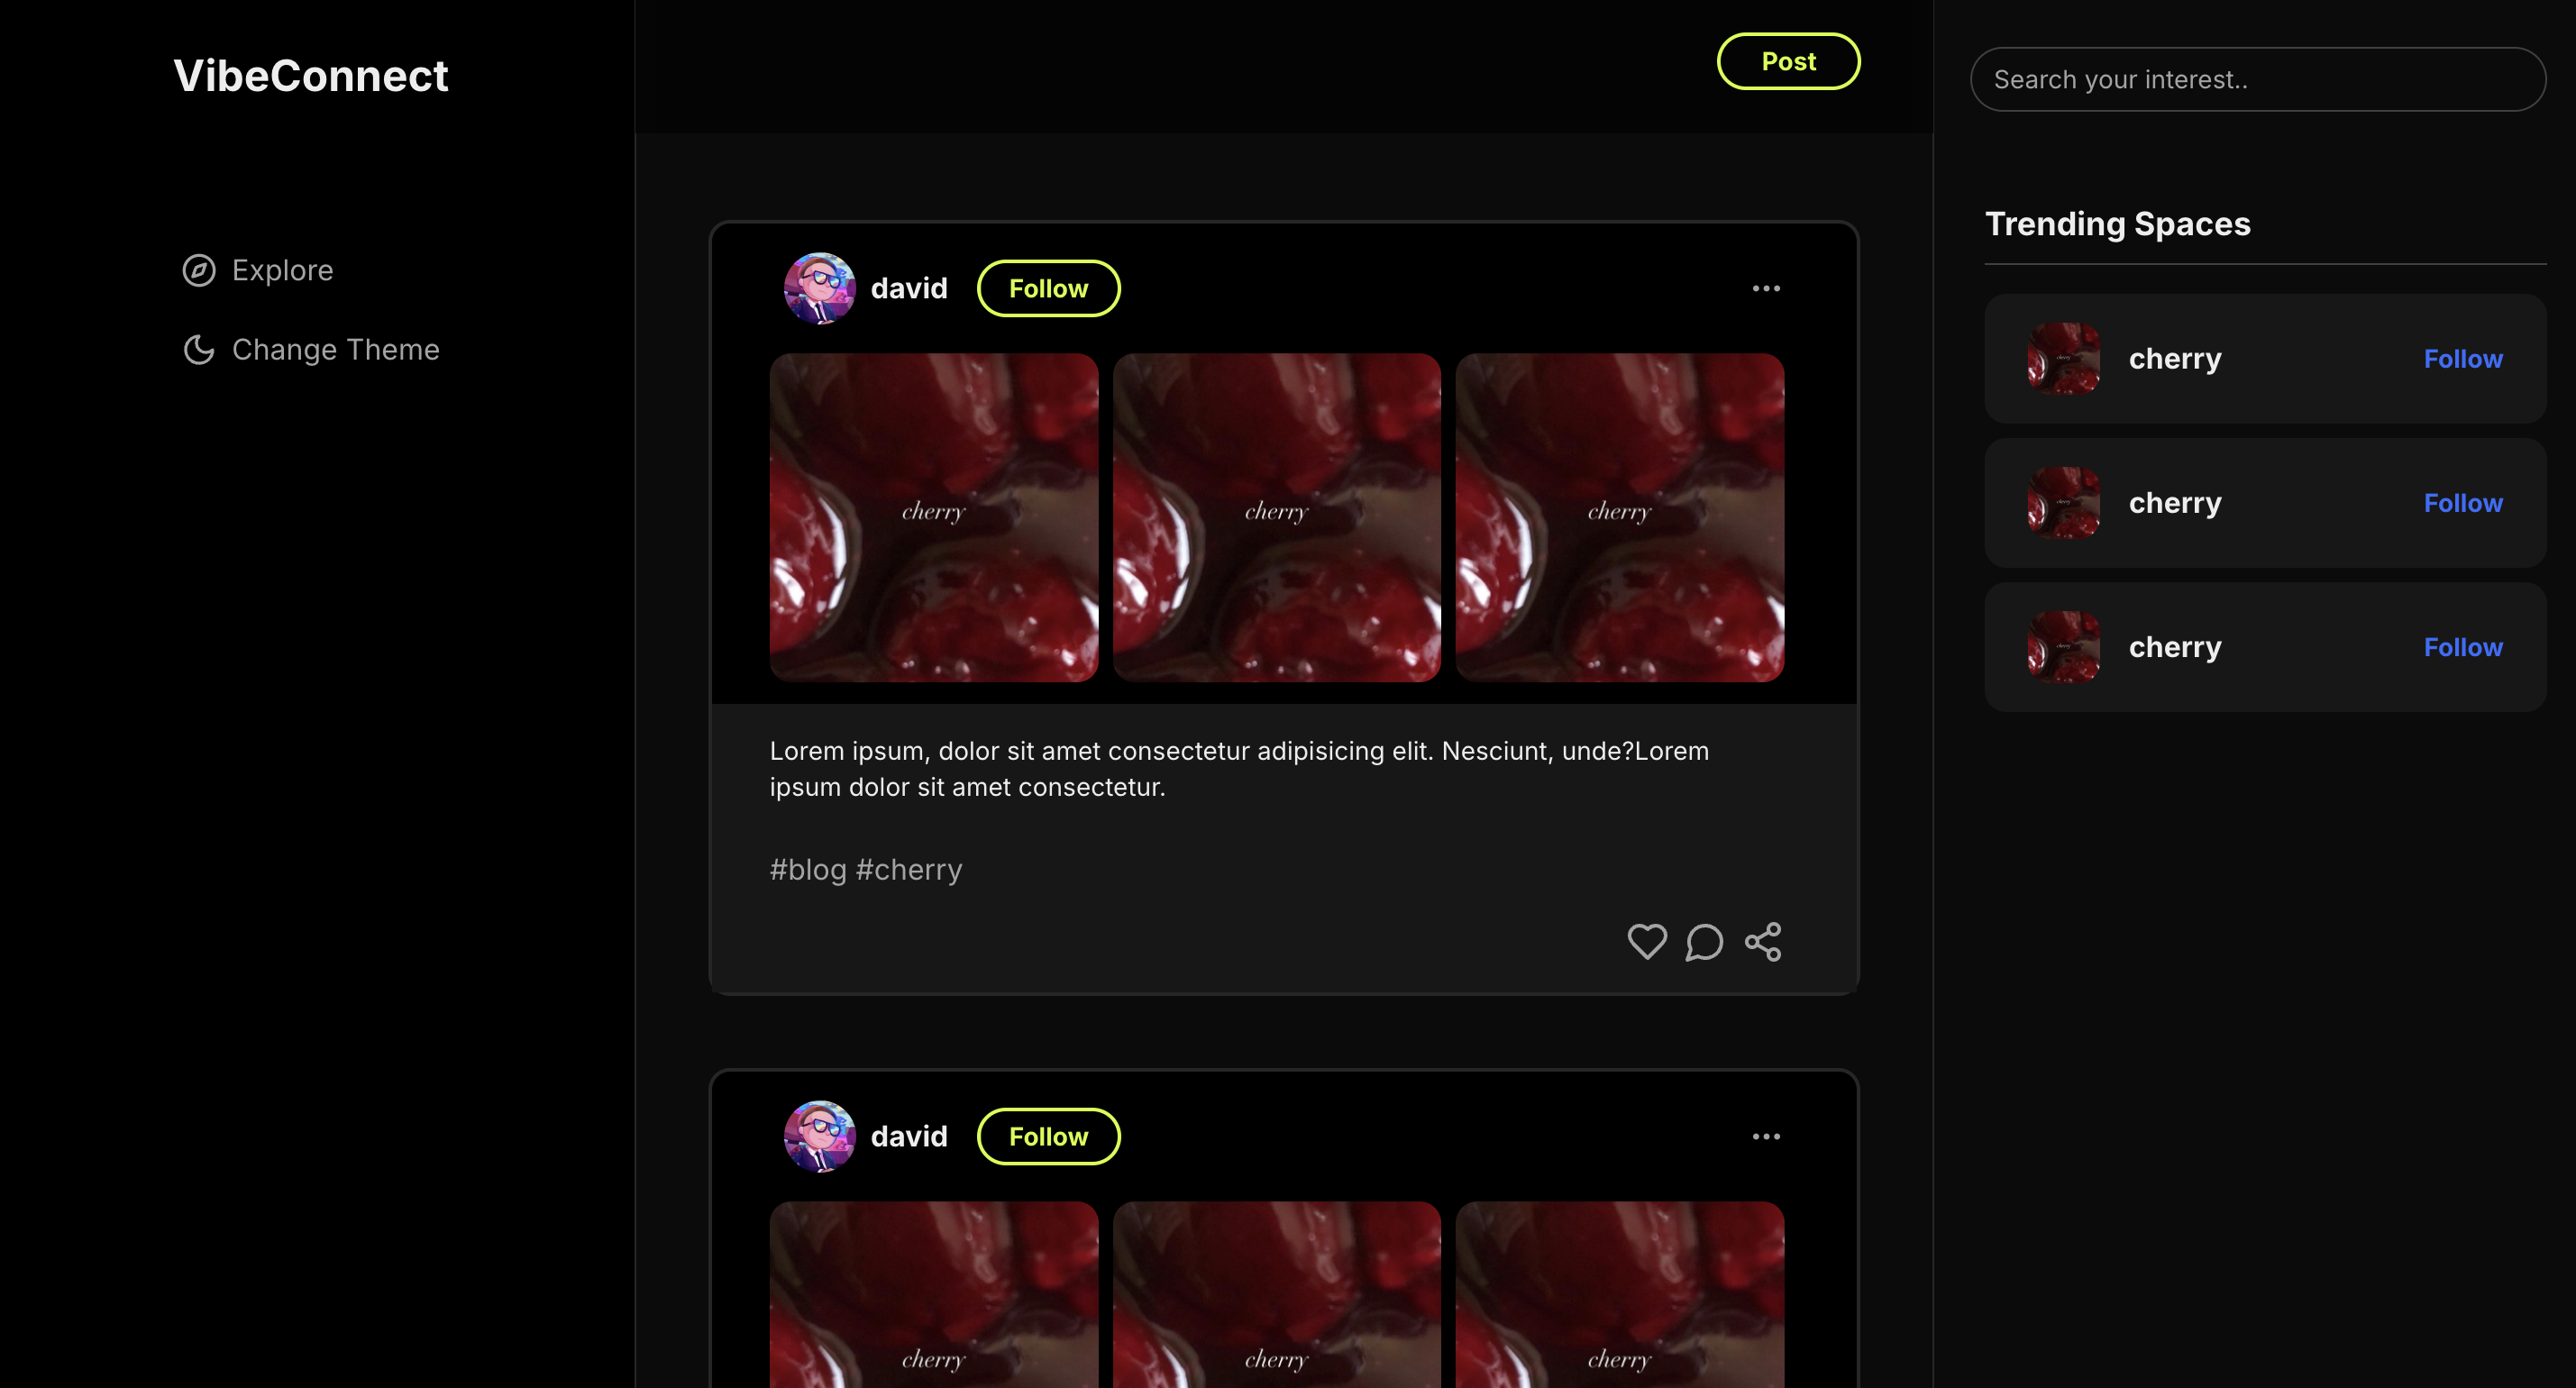 VibeConnect
Explore
Change Theme
Post
david
Follow
cherry
cherry
cherry
Lorem ipsum, dolor sit amet consectetur adipisicing elit. Nesciunt, unde?Lorem
ipsum dolor sit amet consectetur.
#blog #cherry
david
Follow
cherry
cherry
cherry
Search your interest..
Trending Spaces
cherry
Follow
cherry
Follow
cherry
Follow